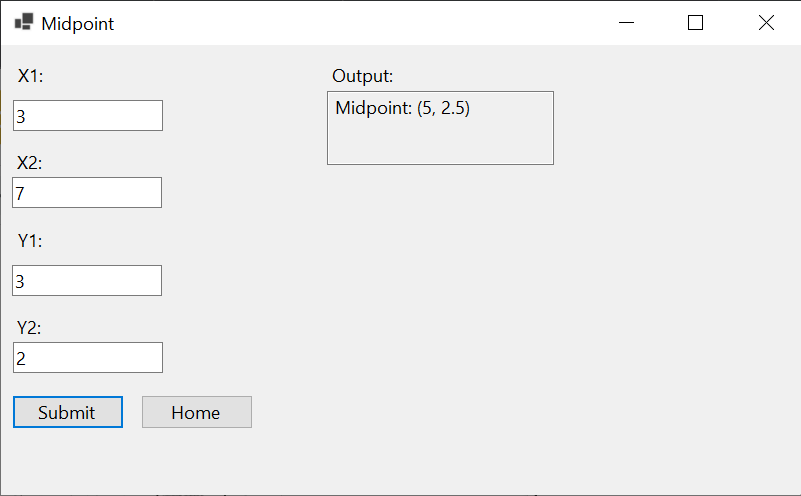 Midpoint
X1:
3
X2:
7
Y1:
3
Y2:
2
Submit Home
Output:
Midpoint: (5, 2.5)